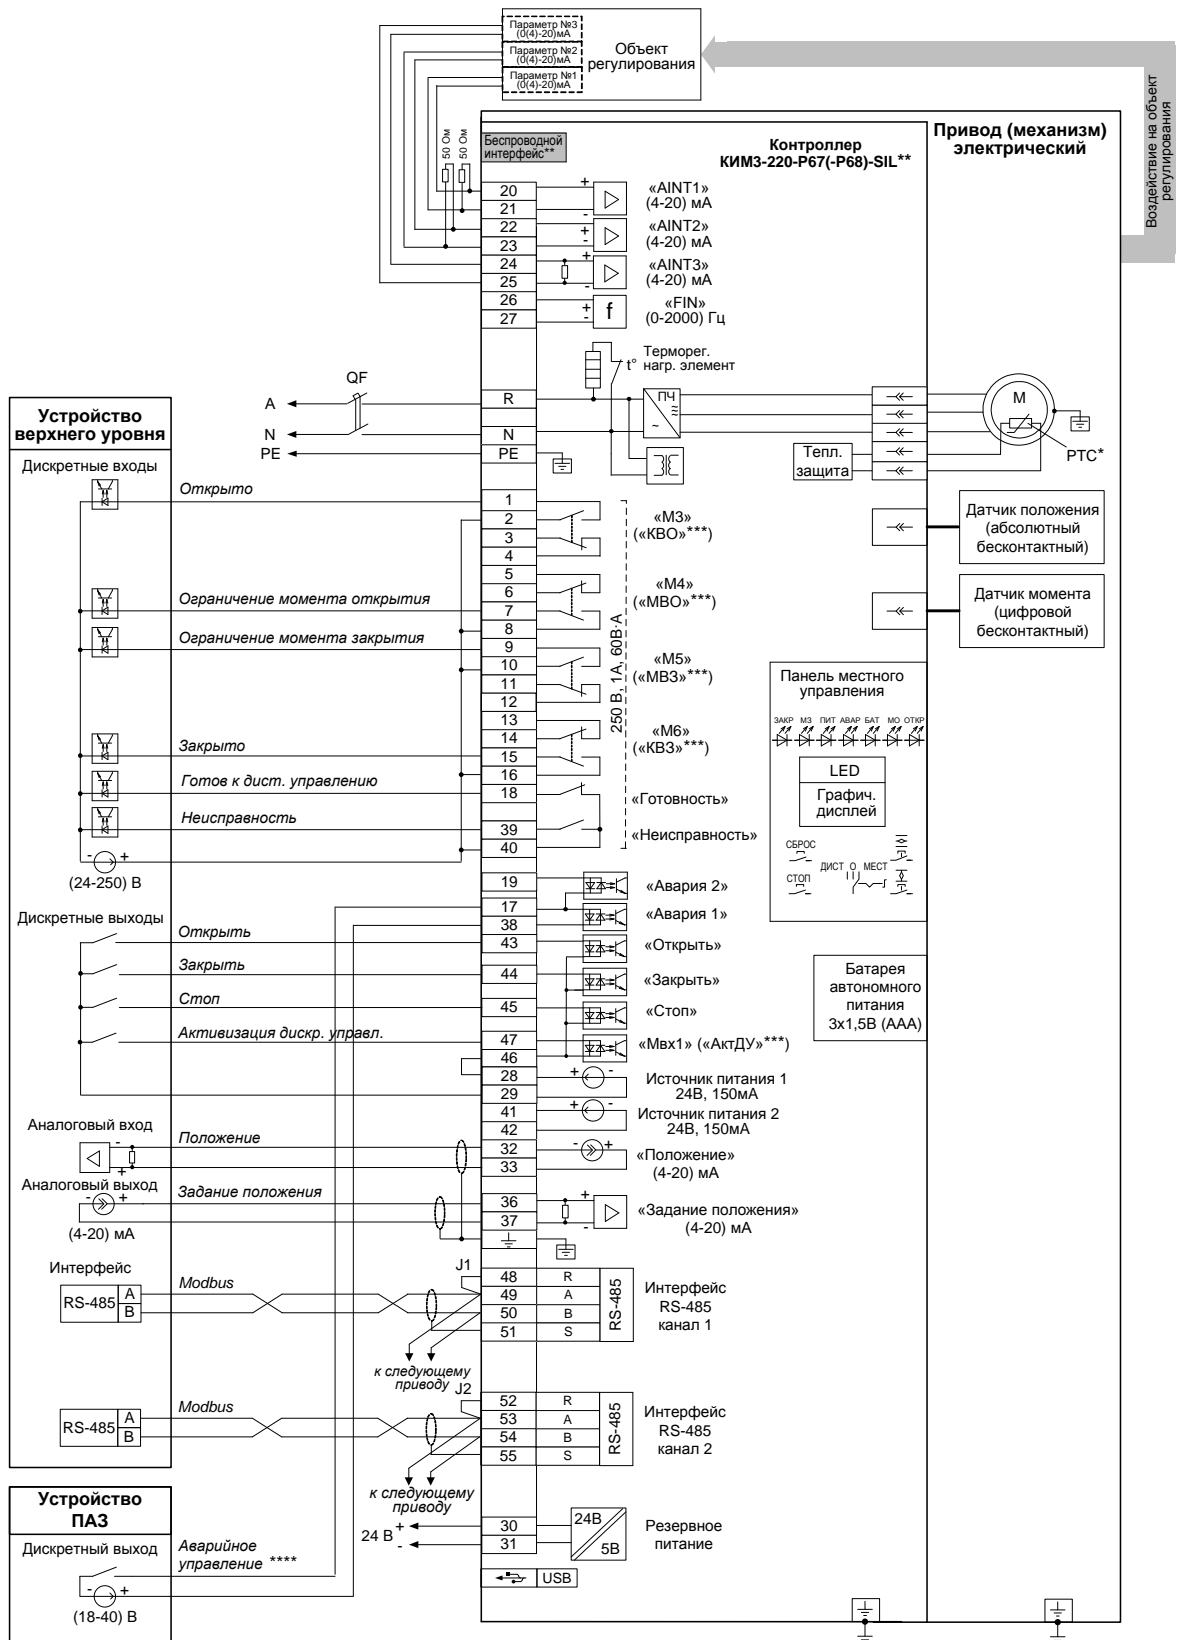 Параметр №3
(0(4)-20)мА
Параметр №2
(0(4)-20)мА
Параметр №1
(0(4)-20)мА
Объект
регулирования
Воздействие на объект
регулирования
50 Ом
50 Ом
Беспроводной
интерфейс**
Контроллер
КИМ3-220-Р67(-Р68)-SIL**
Привод (механизм)
электрический
20
+
«AINT1»
(4-20) мА
21
-
22
+
«AINT2»
(4-20) мА
23
-
24
+
«AINT3»
(4-20) мА
25
-
26
+
f
«FIN»
(0-2000) Гц
27
-
t°
Терморег.
нагр. элемент
QF
A
R
ПЧ
≈
~
M
N
N
PE
PE
Тепл.
защита
PTC*
Устройство
верхнего уровня
Дискретные входы
Открыто
1
2
«М3»
(«КВО»***)
3
4
Датчик положения
(абсолютный
бесконтактный)
5
6
«М4»
(«МВО»***)
Ограничение момента открытия
7
8
Датчик момента
(цифровой
бесконтактный)
Ограничение момента закрытия
9
10
«М5»
(«МВЗ»***)
11
12
250 В, 1А, 60В·А
13
14
«М6»
(«КВЗ»***)
Закрыто
15
16
Готов к дист. управлению
18
«Готовность»
Неисправность
39
«Неисправность»
40
- +
(24-250) В
Панель местного
управления
ЗАКР МЗ ПИТ АВАР БАТ МО ОТКР
LED
Графич.
дисплей
СБРОС
СТОП
ДИСТ О МЕСТ
19
«Авария 2»
17
38
«Авария 1»
Дискретные выходы
Открыть
43
«Открыть»
Закрыть
44
«Закрыть»
Стоп
45
«Стоп»
Активизация дискр. управл.
47
«Мвх1» («АктДУ»***)
Батарея
автономного
питания
3х1,5В (ААА)
46
28
+ -
Источник питания 1
24В, 150мА
29
41
+ -
Источник питания 2
24В, 150мА
42
Аналоговый вход
-
+
Положение
32
- +
«Положение»
(4-20) мА
33
Аналоговый выход
- +
(4-20) мА
Задание положения
36
+
«Задание положения»
(4-20) мА
37
-
Интерфейс
RS-485
A
B
Modbus
J1
48 R
49 A
50 B
51 S
RS-485
Интерфейс
RS-485
канал 1
к следующему
приводу
RS-485
A
B
Modbus
J2
52 R
53 A
54 B
55 S
RS-485
Интерфейс
RS-485
канал 2
к следующему
приводу
Устройство
ПАЗ
Дискретный выход
- +
(18-40) В
Аварийное
управление ****
24 В
+
-
30
31
24В
5В
Резервное
питание
USB